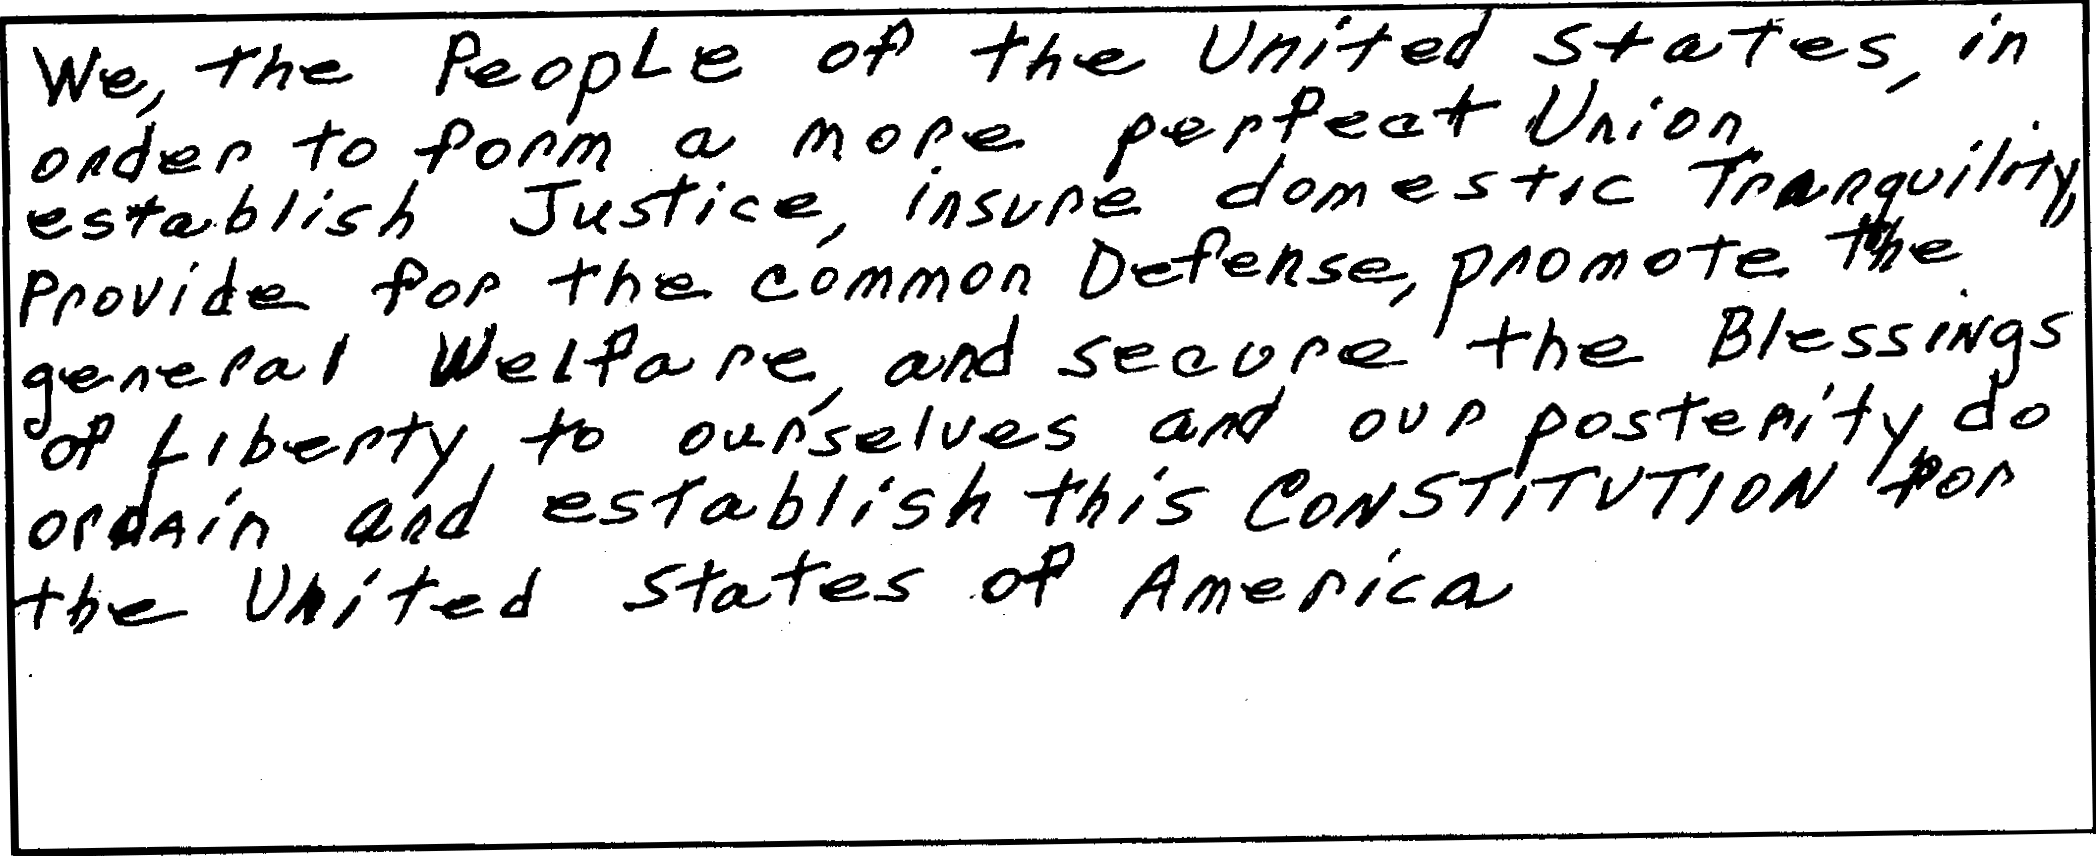 We, the PeopLe of the United States, in
order to form a more perfect Union
establish Justice, insure domestic Tranquility,
Provide for the common Defense, promote the
general Welfare, and secure the Blessings
of Liberty, to ourselves and our posterity, do
ordAin and establish this CONSTITUTION for
the United States of America